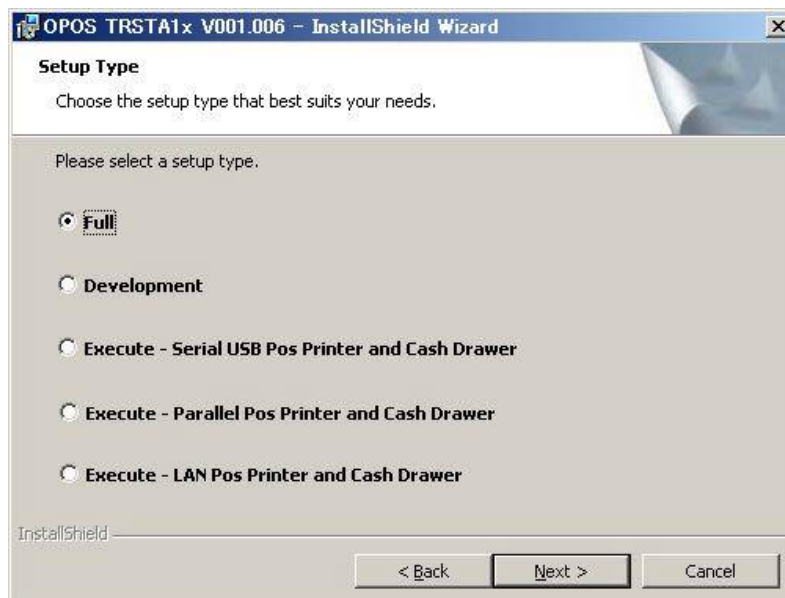 OPOS TRSTA1x V001.006 - InstallShield Wizard
Setup Type
Choose the setup type that best suits your needs.
Please select a setup type.
Full
Development
Execute - Serial USB Pos Printer and Cash Drawer
Execute - Parallel Pos Printer and Cash Drawer
Execute - LAN Pos Printer and Cash Drawer
InstallShield
< Back Next > Cancel